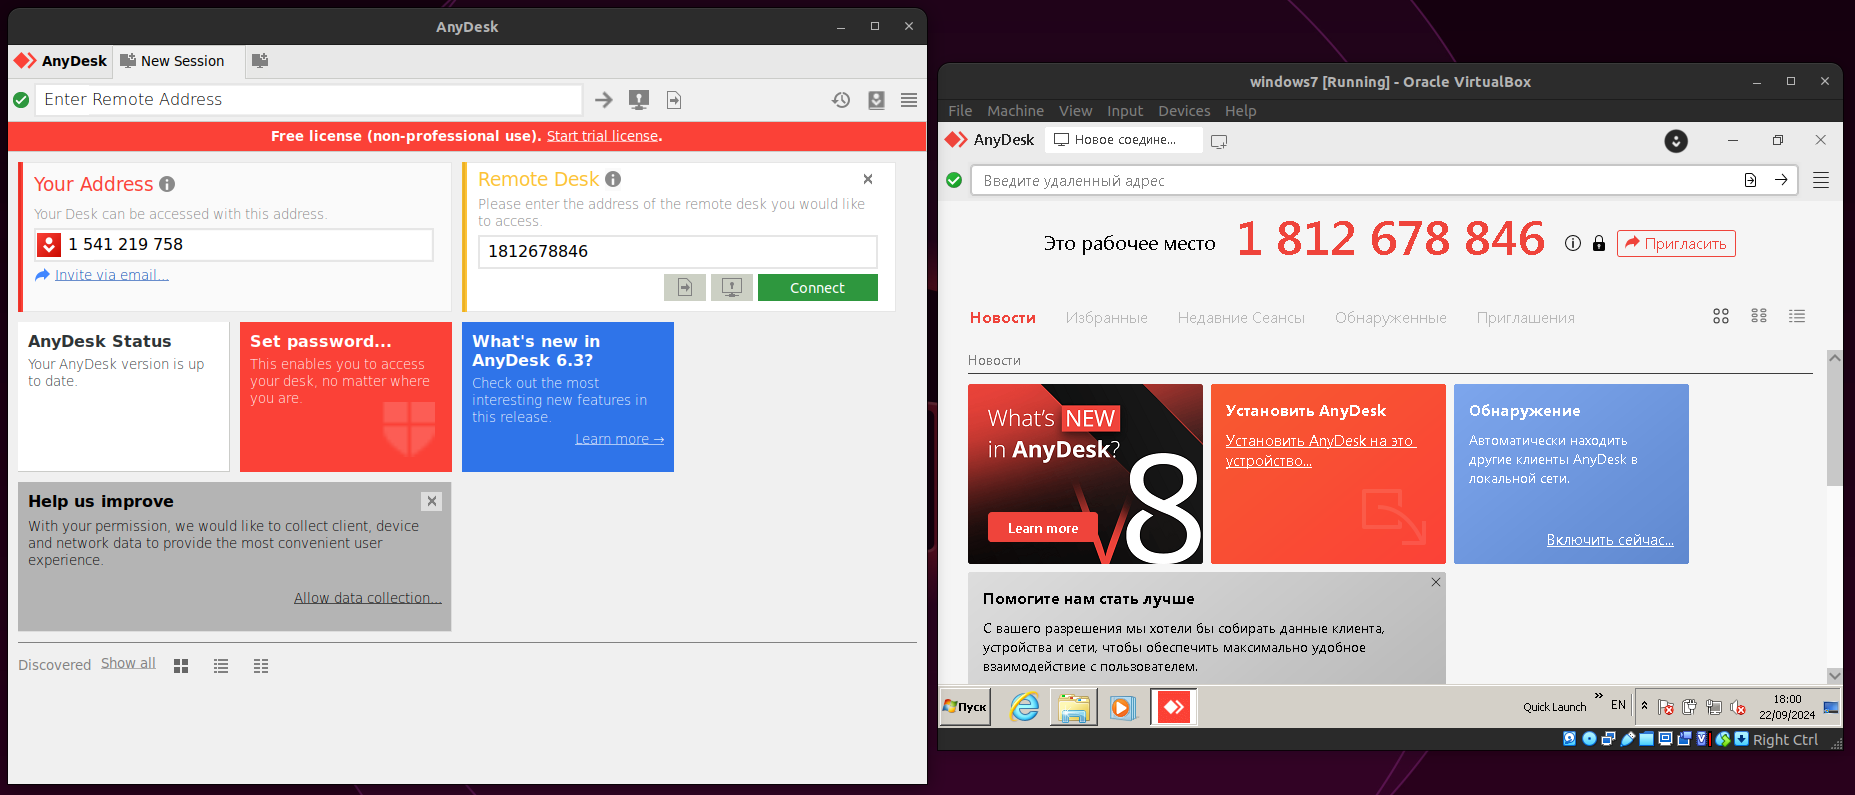 AnyDesk
AnyDesk
New Session
Enter Remote Address
Free license (non-professional use). Start trial license.
Your Address
Your Desk can be accessed with this address.
1 541 219 758
Invite via email...
Remote Desk
Please enter the address of the remote desk you would like
to access.
1812678846
Connect
AnyDesk Status
Your AnyDesk version is up
to date.
Set password...
This enables you to access
your desk, no matter where
you are.
What's new in
AnyDesk 6.3?
Check out the most
interesting new features in
this release.
Learn more →
Help us improve
With your permission, we would like to collect client, device
and network data to provide the most convenient user
experience.
Allow data collection...
Discovered Show all
windows7 [Running] - Oracle VirtualBox
File Machine View Input Devices Help
AnyDesk
Новое соедине...
Введите удаленный адрес
Это рабочее место
1 812 678 846
Пригласить
Новости Избранные Недавние Сеансы Обнаруженные Приглашения
Новости
What's NEW
in AnyDesk?
V8
Learn more
Установить AnyDesk
Установить AnyDesk на это
устройство...
Обнаружение
Автоматически находить
другие клиенты AnyDesk в
локальной сети.
Включить сейчас...
Помогите нам стать лучше
С вашего разрешения мы хотели бы собирать данные клиента,
устройства и сети, чтобы обеспечить максимально удобное
взаимодействие с пользователем.
Пуск
Quick Launch
EN
18:00
22/09/2024
Right Ctrl